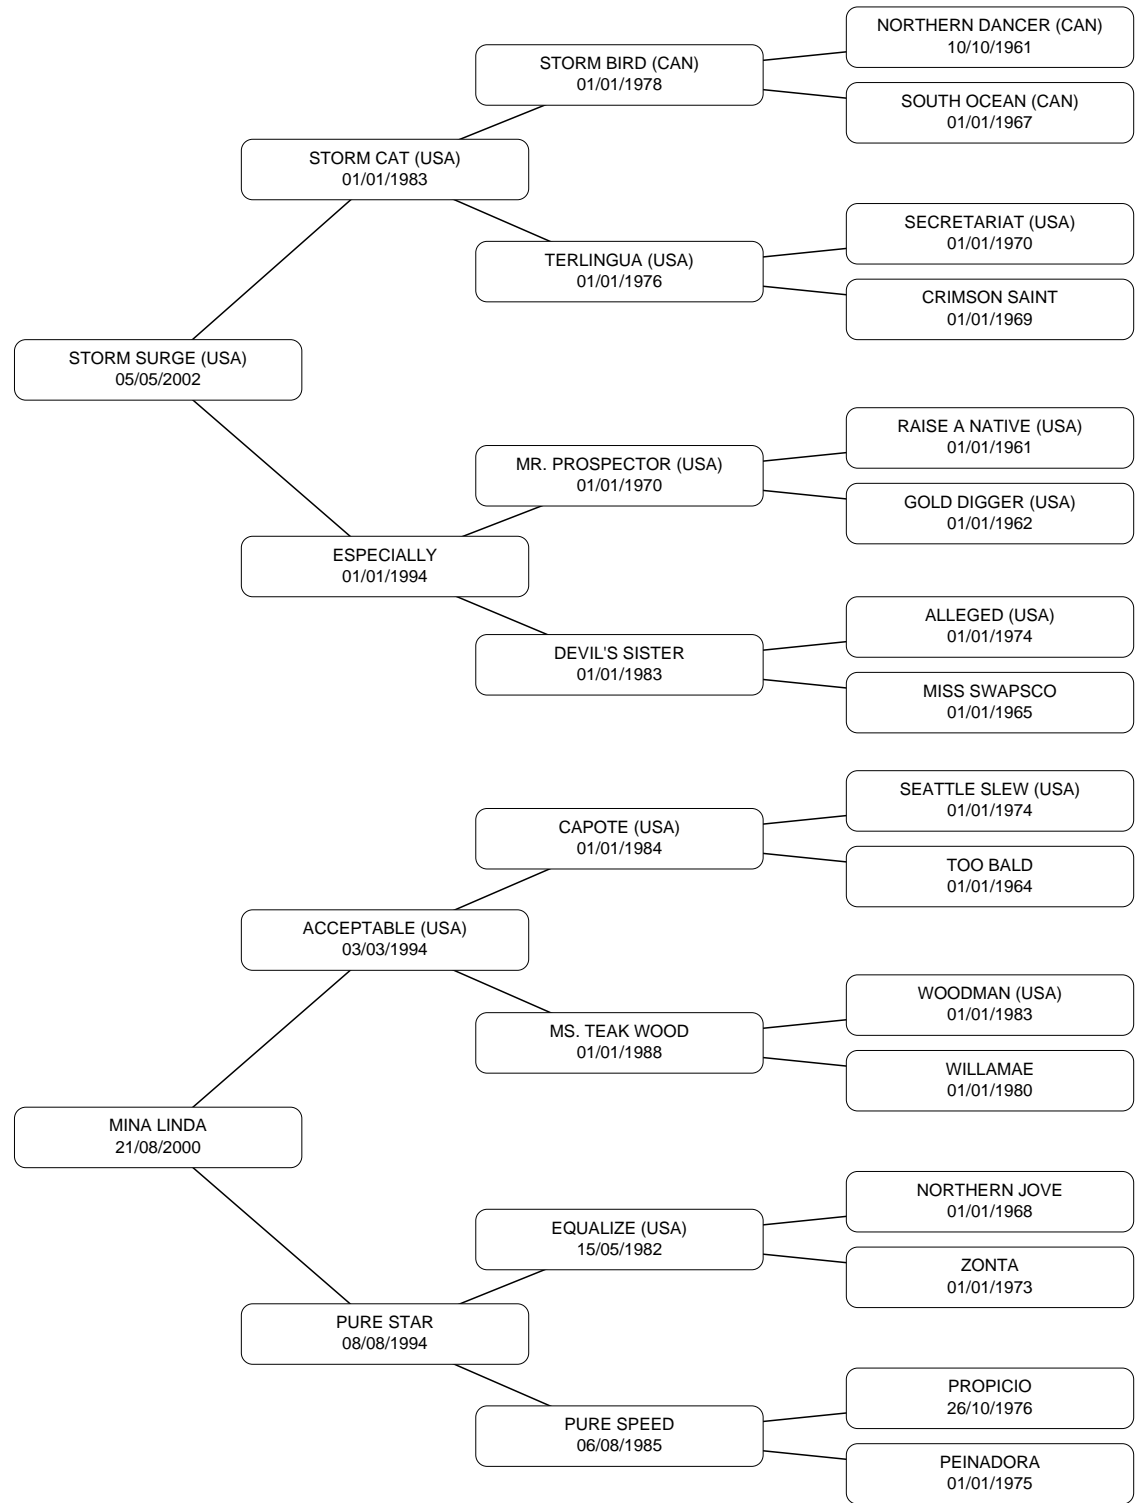 NORTHERN DANCER (CAN)
10/10/1961
STORM BIRD (CAN)
01/01/1978
SOUTH OCEAN (CAN)
01/01/1967
STORM CAT (USA)
01/01/1983
SECRETARIAT (USA)
01/01/1970
TERLINGUA (USA)
01/01/1976
CRIMSON SAINT
01/01/1969
STORM SURGE (USA)
05/05/2002
RAISE A NATIVE (USA)
01/01/1961
MR. PROSPECTOR (USA)
01/01/1970
GOLD DIGGER (USA)
01/01/1962
ESPECIALLY
01/01/1994
ALLEGED (USA)
01/01/1974
DEVIL'S SISTER
01/01/1983
MISS SWAPSCO
01/01/1965
SEATTLE SLEW (USA)
01/01/1974
CAPOTE (USA)
01/01/1984
TOO BALD
01/01/1964
ACCEPTABLE (USA)
03/03/1994
WOODMAN (USA)
01/01/1983
MS. TEAK WOOD
01/01/1988
WILLAMAE
01/01/1980
MINA LINDA
21/08/2000
NORTHERN JOVE
01/01/1968
EQUALIZE (USA)
15/05/1982
ZONTA
01/01/1973
PURE STAR
08/08/1994
PROPICIO
26/10/1976
PURE SPEED
06/08/1985
PEINADORA
01/01/1975